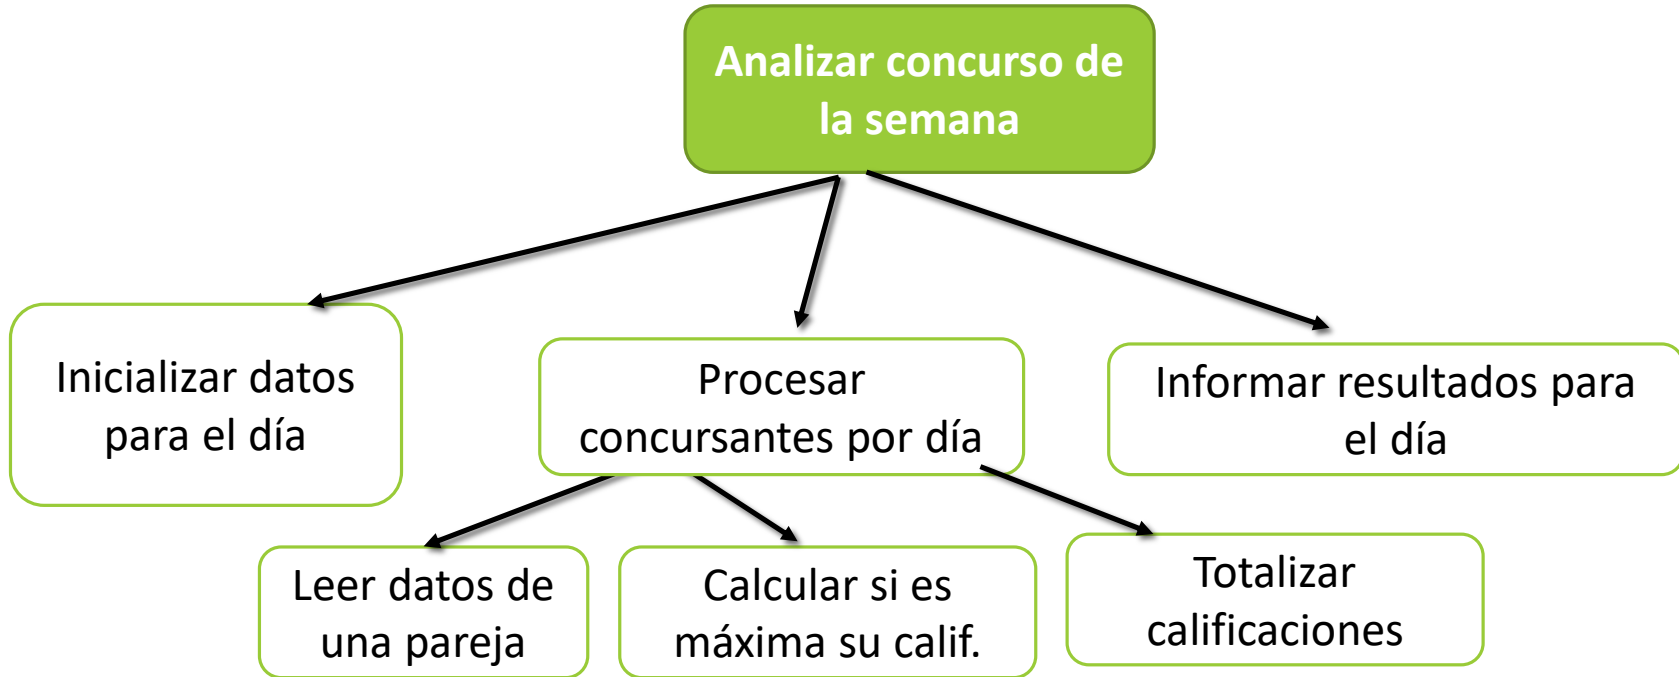 Analizar concurso de
la semana
Inicializar datos
para el día
Procesar
concursantes por día
Informar resultados para
el día
Leer datos de
una pareja
Calcular si es
máxima su calif.
Totalizar
calificaciones